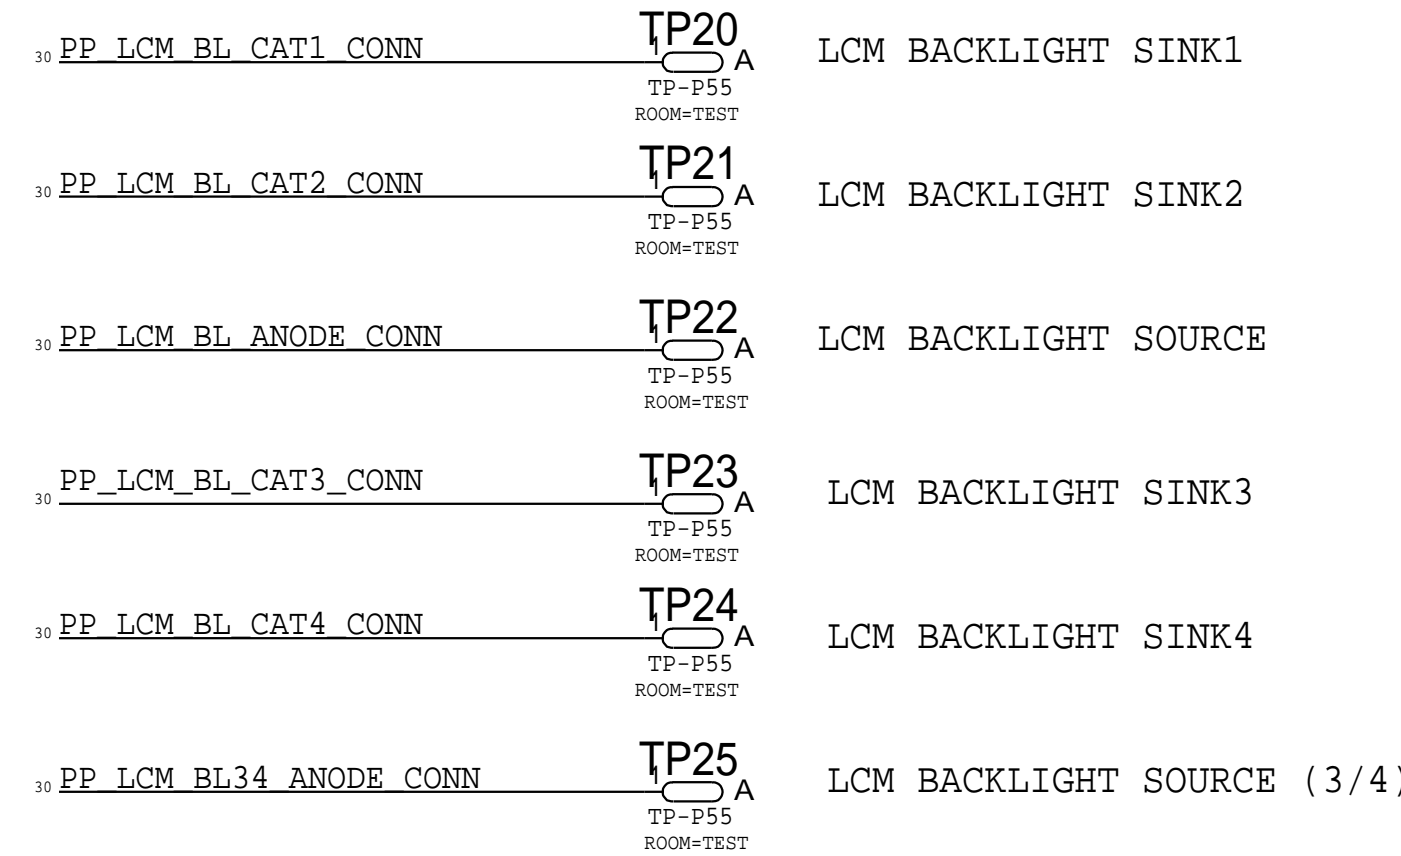 TP20
30 PP_LCM_BL_CAT1_CONN 1 A LCM BACKLIGHT SINK1
TP-P55
ROOM=TEST
TP21
30 PP_LCM_BL_CAT2_CONN 1 A LCM BACKLIGHT SINK2
TP-P55
ROOM=TEST
TP22
30 PP_LCM_BL_ANODE_CONN 1 A LCM BACKLIGHT SOURCE
TP-P55
ROOM=TEST
TP23
30 PP_LCM_BL_CAT3_CONN 1 A LCM BACKLIGHT SINK3
TP-P55
ROOM=TEST
TP24
30 PP_LCM_BL_CAT4_CONN 1 A LCM BACKLIGHT SINK4
TP-P55
ROOM=TEST
TP25
30 PP_LCM_BL34_ANODE_CONN 1 A LCM BACKLIGHT SOURCE (3/4)
TP-P55
ROOM=TEST